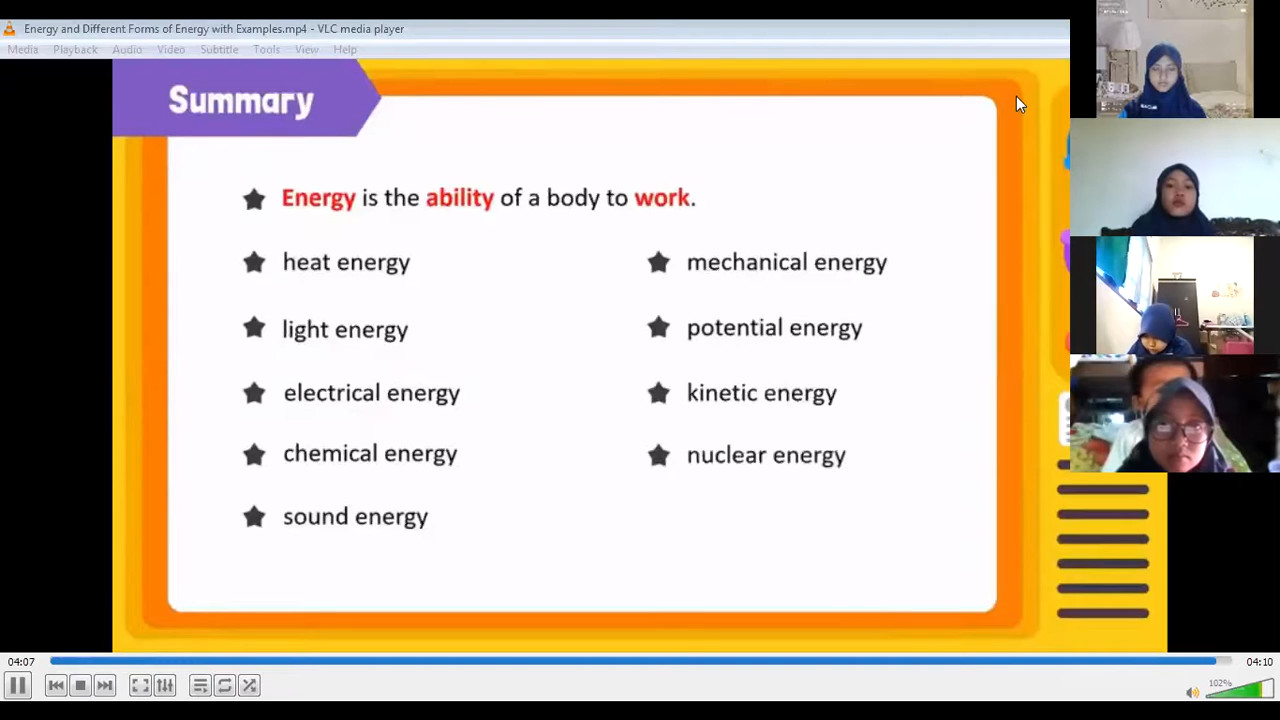 Energy and Different Forms of Energy with Examples.mp4 - VLC media player
Media Playback Audio Video Subtitle Tools View Help
Summary
Energy is the ability of a body to work.
heat energy
light energy
electrical energy
chemical energy
sound energy
mechanical energy
potential energy
kinetic energy
nuclear energy
04:07
04:10
102%